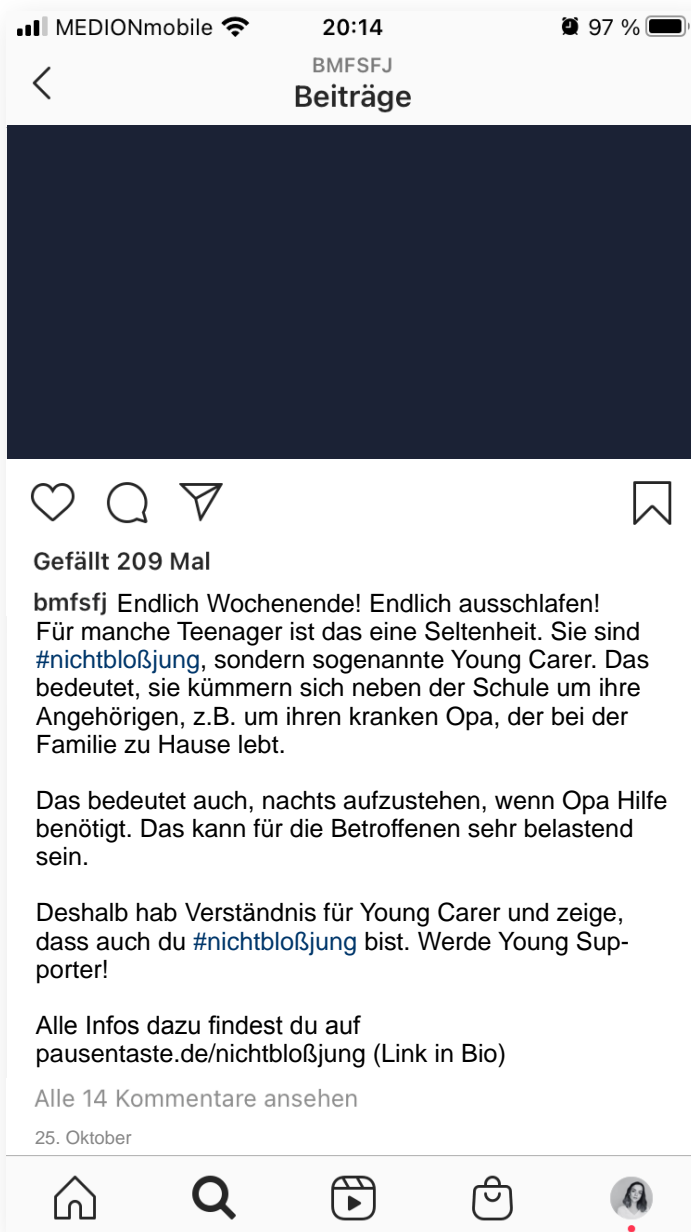 MEDIONmobile 20:14 97 %
BMFSFJ
Beiträge
Gefällt 209 Mal
bmfsfj Endlich Wochenende! Endlich ausschlafen!
Für manche Teenager ist das eine Seltenheit. Sie sind
#nichtbloßjung, sondern sogenannte Young Carer. Das
bedeutet, sie kümmern sich neben der Schule um ihre
Angehörigen, z.B. um ihren kranken Opa, der bei der
Familie zu Hause lebt.
Das bedeutet auch, nachts aufzustehen, wenn Opa Hilfe
benötigt. Das kann für die Betroffenen sehr belastend
sein.
Deshalb hab Verständnis für Young Carer und zeige,
dass auch du #nichtbloßjung bist. Werde Young Sup-
porter!
Alle Infos dazu findest du auf
pausentaste.de/nichtbloßjung (Link in Bio)
Alle 14 Kommentare ansehen
25. Oktober